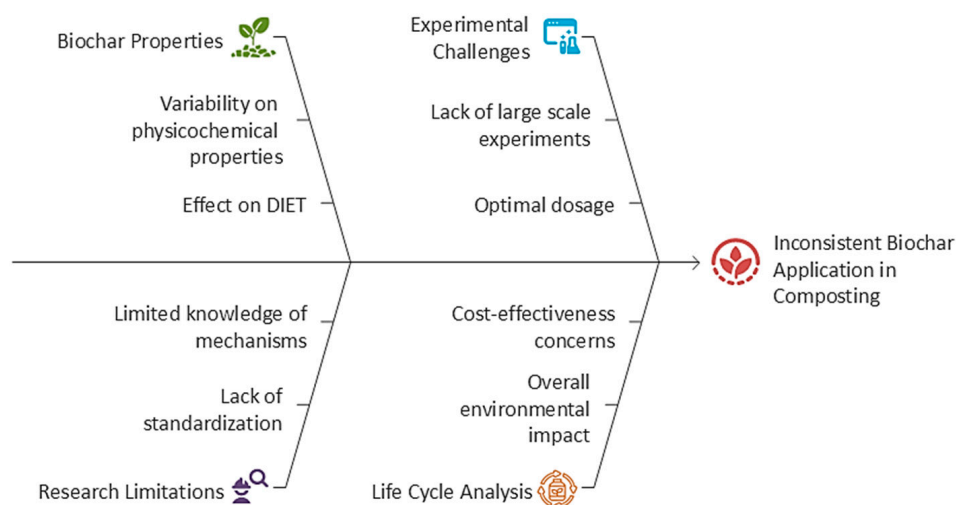 Biochar Properties
Variability on
physicochemical
properties
Effect on DIET
Experimental
Challenges
Lack of large scale
experiments
Optimal dosage
Inconsistent Biochar
Application in
Composting
Limited knowledge of
mechanisms
Lack of
standardization
Research Limitations
Cost-effectiveness
concerns
Overall
environmental
impact
Life Cycle Analysis